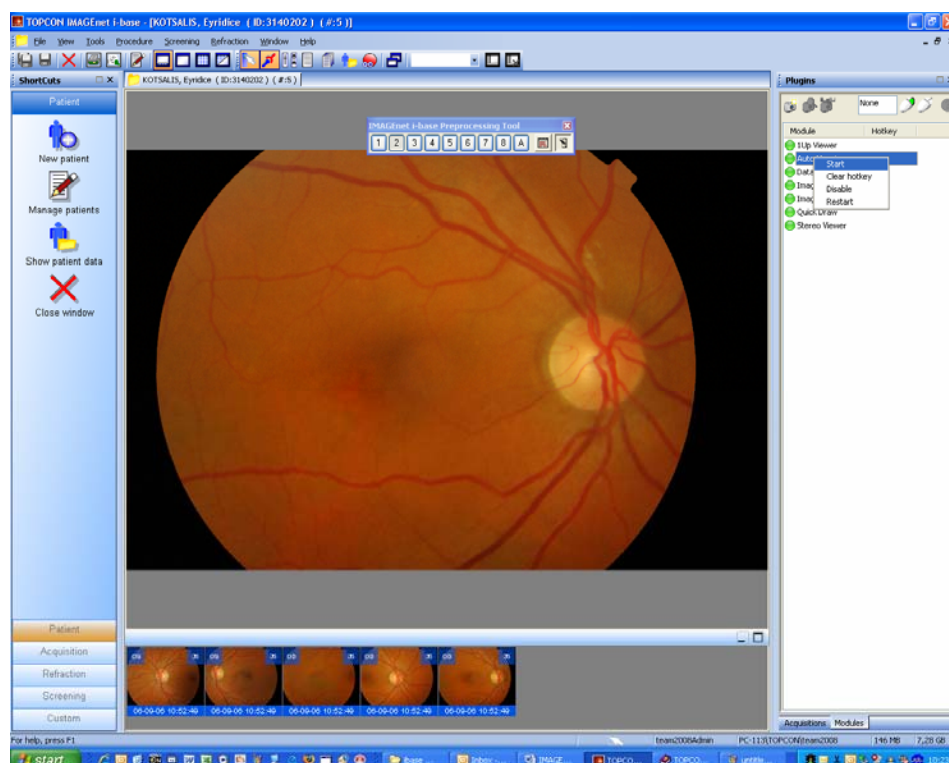 TOPCON IMAGEnet i-base - [KOTSALIS, Eyridice ( ID:3140202 ) ( #:5 )]
File View Tools Procedure Screening Refraction Window Help
ShortCuts
KOTSALIS, Eyridice ( ID:3140202 ) ( #:5 )
Plugins
Patient
New patient
Manage patients
Show patient data
Close window
IMAGEnet i-base Preprocessing Tool
1 2 3 4 5 6 7 8 A
None
Module Hotkey
1Up Viewer
Start
Clear hotkey
Disable
Restart
Quick Draw
Stereo Viewer
Patient
Acquisition
Refraction
Screening
Custom
06-09-06 10:52:49 06-09-06 10:52:49 06-09-06 10:52:49 06-09-06 10:52:49 06-09-06 10:52:49
Acquisitions Modules
For help, press F1
team2008Admin PC-113\TOPCON\team2008 146 MB 7,28 GB
start
Inbox -
TOPCO...
TOPCO...